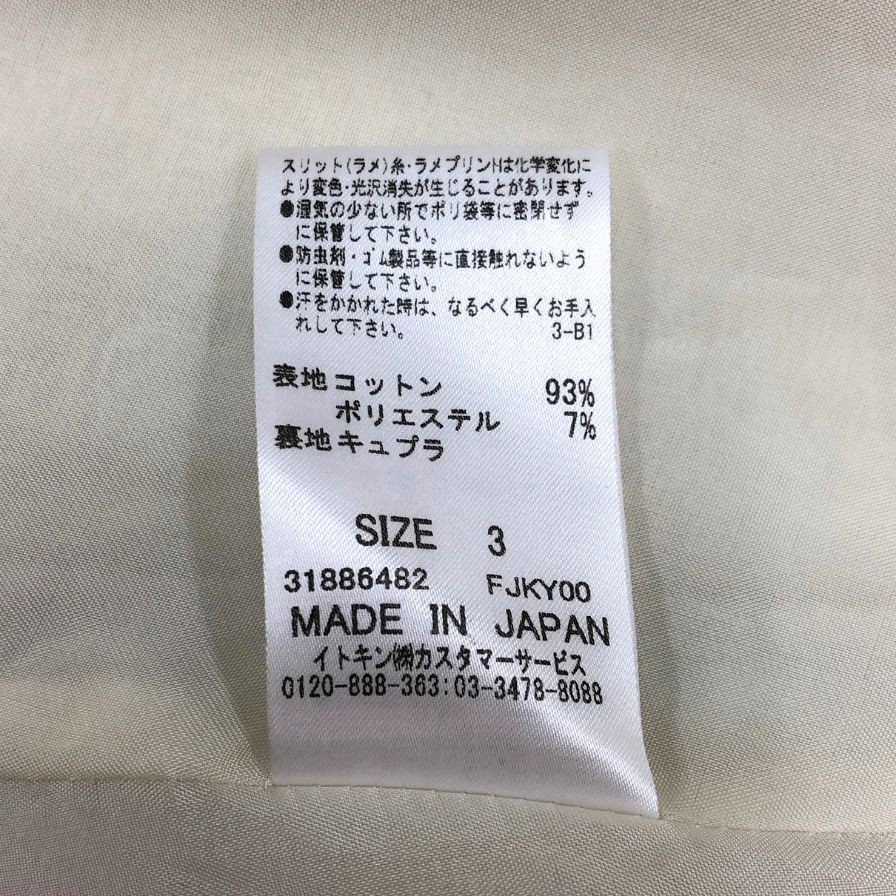 スリット(ラメ)糸・ラメプリントは化学変化に
より変色・光沢消失が生じることがあります。
●湿気の少ない所でポリ袋等に密閉せず
に保管して下さい。
●防虫剤・ゴム製品等に直接触れないよう
に保管して下さい。
●汗をかかれた時は、なるべく早くお手入
れして下さい。 3-B1
表地 コットン 93%
ポリエステル 7%
裏地 キュプラ
SIZE 3
31886482 FJKY00
MADE IN JAPAN
イトキン㈱カスタマーサービス
0120-888-363:03-3478-8088